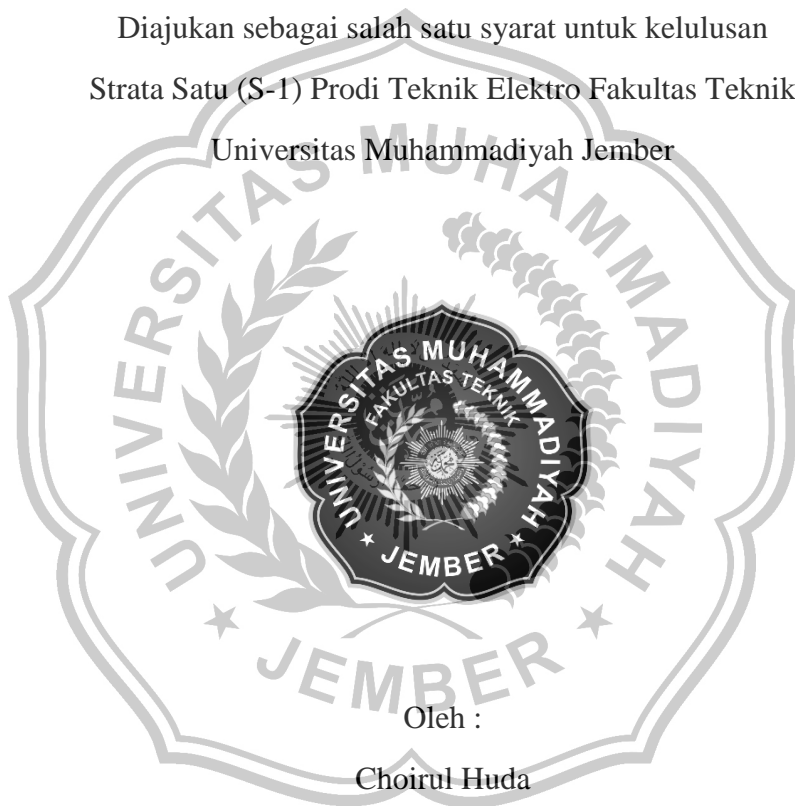 Diajukan sebagai salah satu syarat untuk kelulusan
Strata Satu (S-1) Prodi Teknik Elektro Fakultas Teknik
Universitas Muhammadiyah Jember
UNIVERSITAS MUHAMMADIYAH
JEMBER
UNIVERSITAS MUHAMMADIYAH
FAKULTAS TEKNIK
JEMBER
Oleh :
Choirul Huda